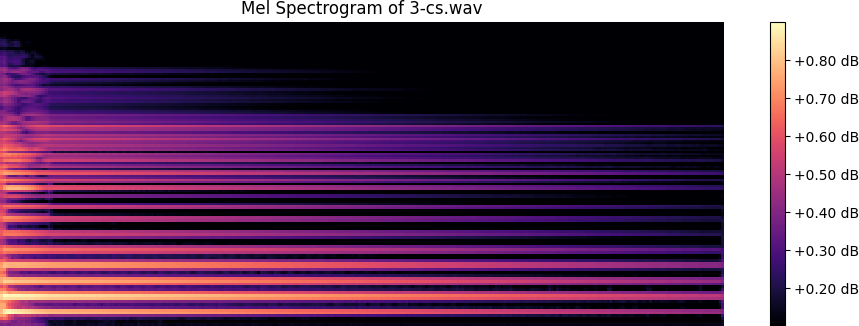 Mel Spectrogram of 3-cs.wav
+0.80 dB
+0.70 dB
+0.60 dB
+0.50 dB
+0.40 dB
+0.30 dB
+0.20 dB